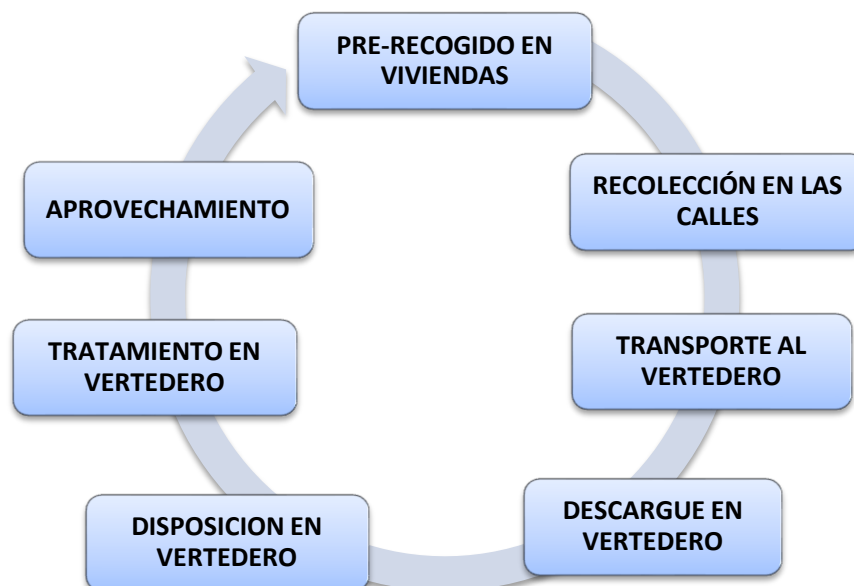 PRE-RECOGIDO EN
VIVIENDAS
RECOLECCIÓN EN LAS
CALLES
TRANSPORTE AL
VERTEDERO
DESCARGUE EN
VERTEDERO
DISPOSICION EN
VERTEDERO
TRATAMIENTO EN
VERTEDERO
APROVECHAMIENTO